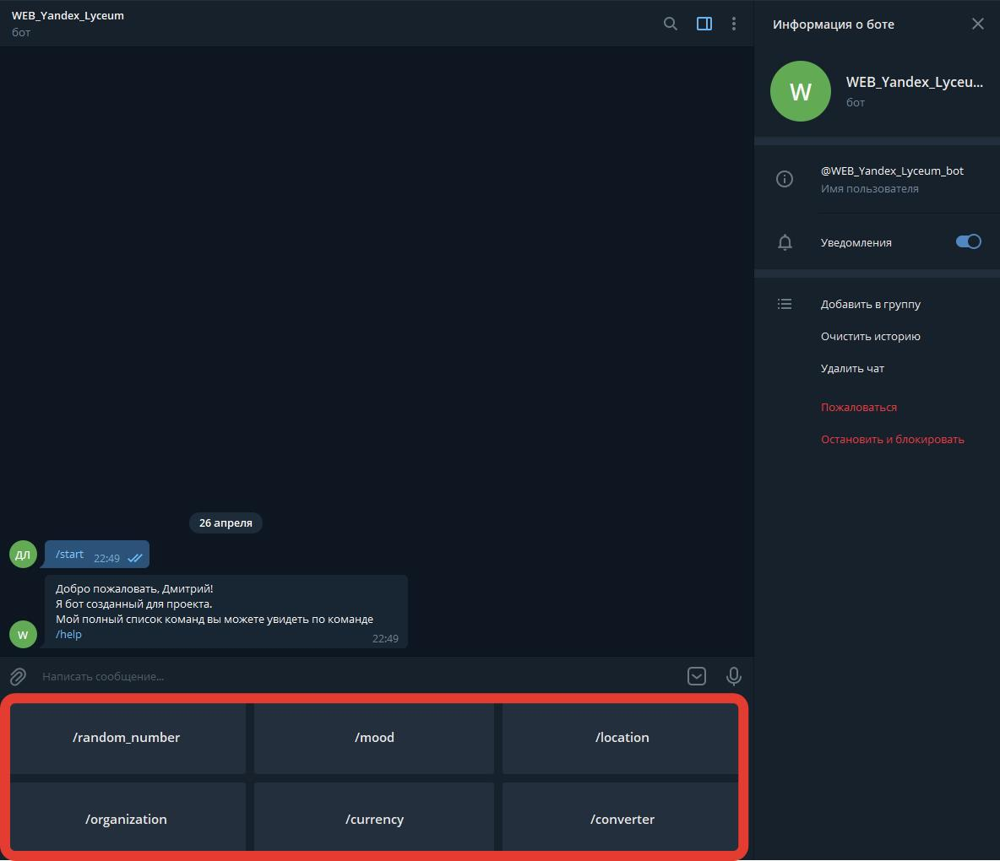 WEB_Yandex_Lyceum
бот
26 апреля
ДЛ
/start 22:49
Добро пожаловать, Дмитрий!
Я бот созданный для проекта.
Мой полный список команд вы можете увидеть по команде
/help
22:49
W
Написать сообщение...
/random_number
/mood
/location
/organization
/currency
/converter
Информация о боте
W
WEB_Yandex_Lyceu...
бот
@WEB_Yandex_Lyceum_bot
Имя пользователя
Уведомления
Добавить в группу
Очистить историю
Удалить чат
Пожаловаться
Остановить и блокировать